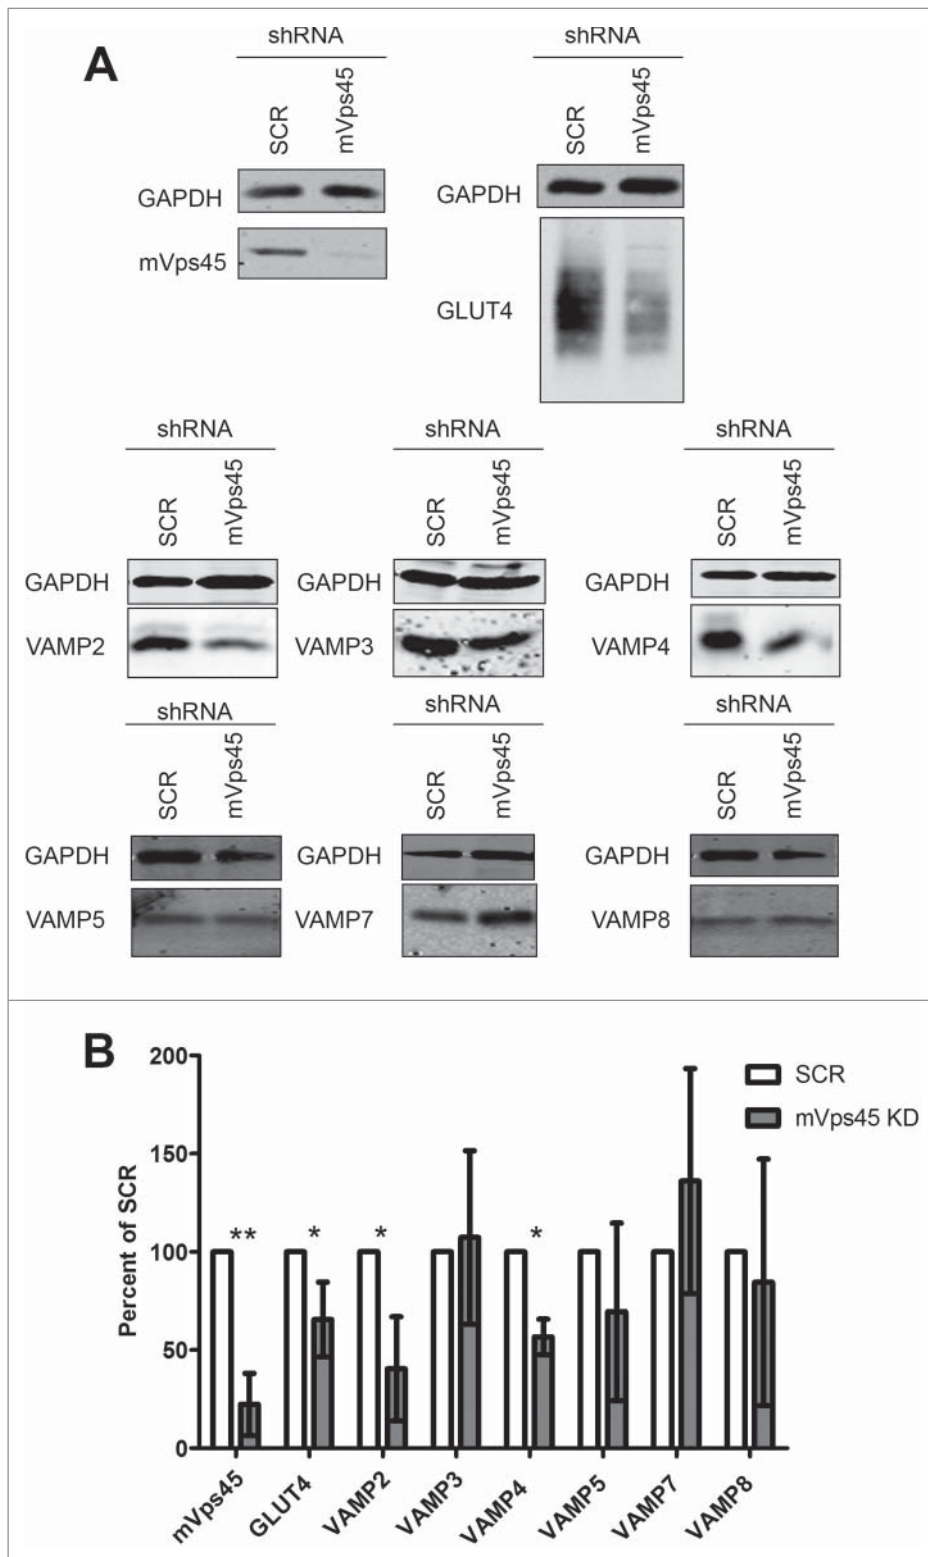 A
shRNA shRNA
SCR mVps45 SCR mVps45
GAPDH GAPDH
mVps45
GLUT4
shRNA shRNA shRNA
SCR mVps45 SCR mVps45 SCR mVps45
GAPDH GAPDH GAPDH
VAMP2 VAMP3 VAMP4
shRNA shRNA shRNA
SCR mVps45 SCR mVps45 SCR mVps45
GAPDH GAPDH GAPDH
VAMP5 VAMP7 VAMP8
B
200
150
100
50
0
Percent of SCR
SCR
mVps45 KD
** * * *
mVps45 GLUT4 VAMP2 VAMP3 VAMP4 VAMP5 VAMP7 VAMP8